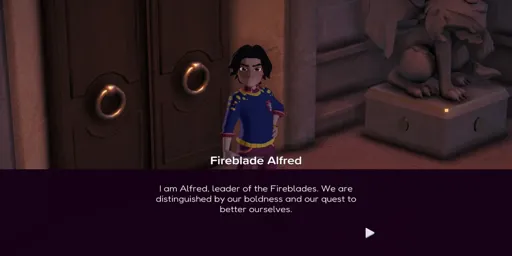 Fireblade Alfred
I am Alfred, leader of the Fireblades. We are
distinguished by our boldness and our quest to
better ourselves.